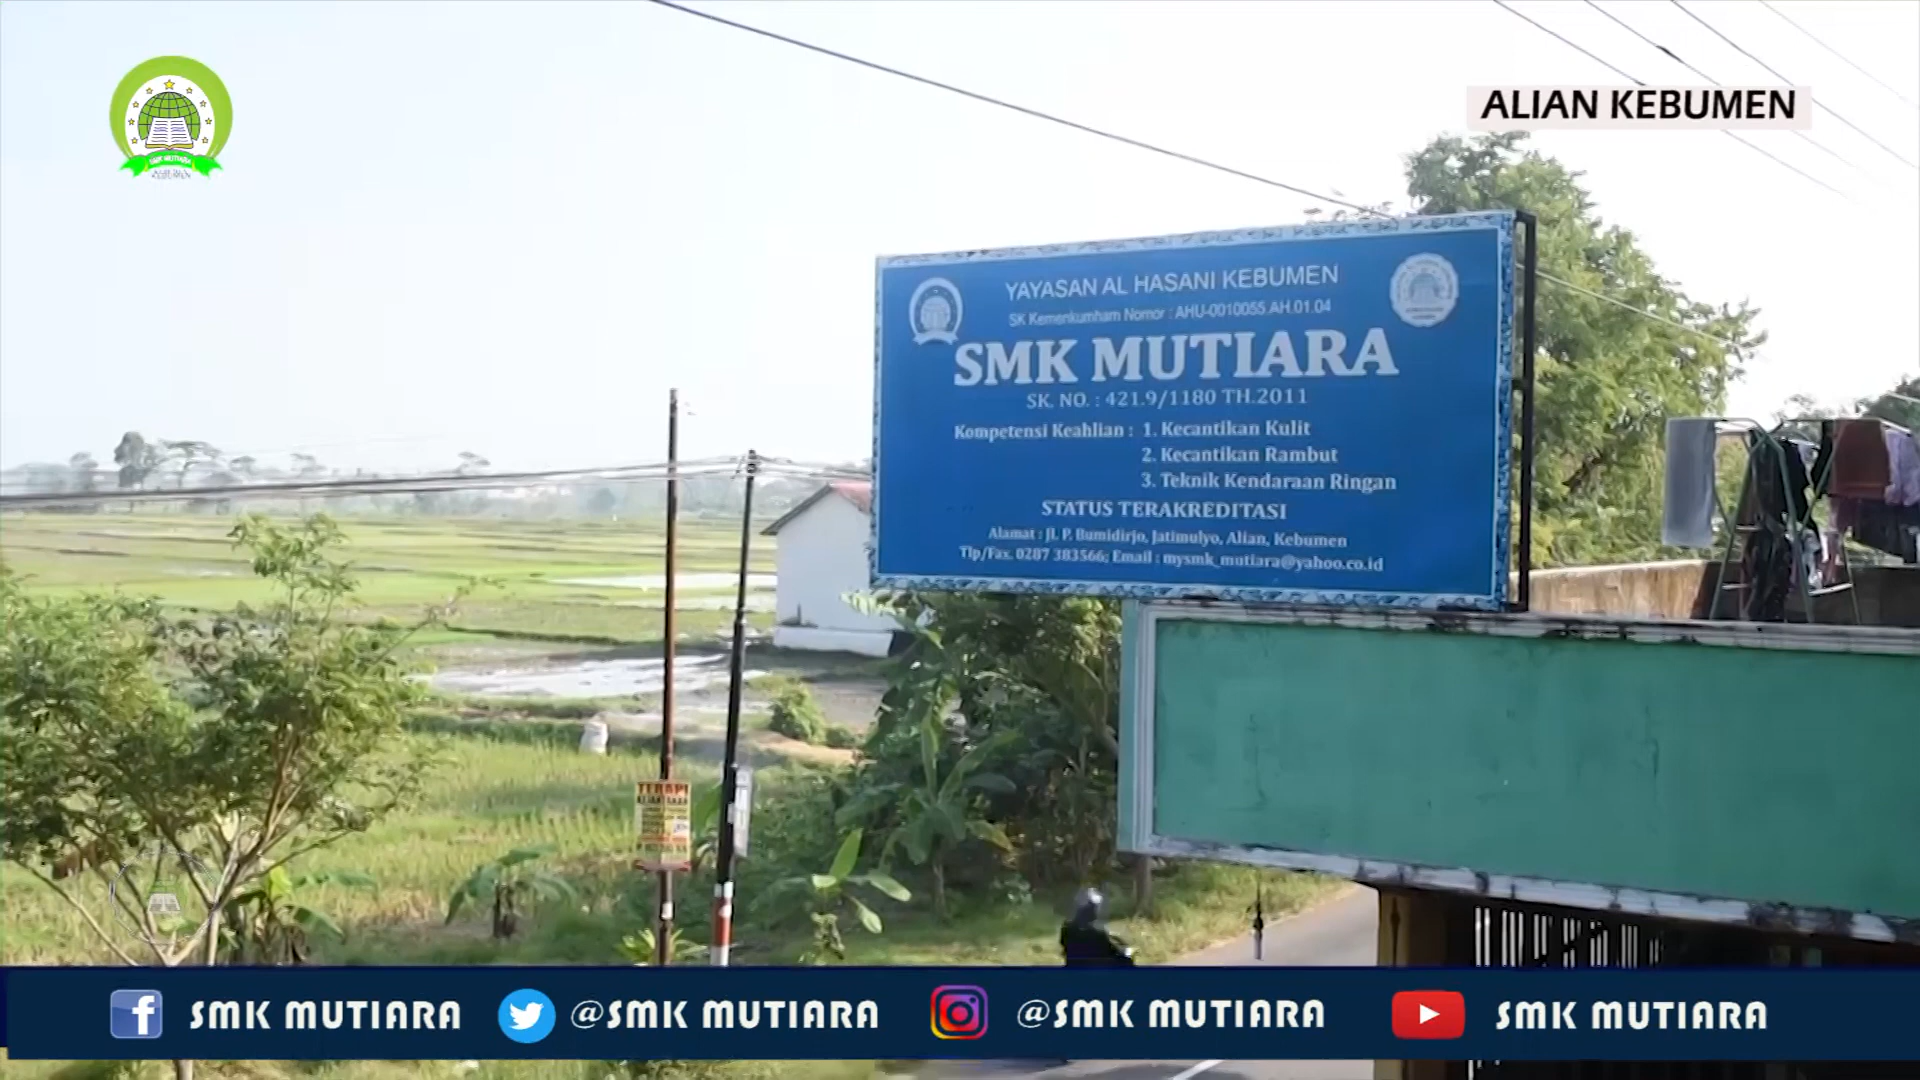 SMK MUTIARA
KEBUMEN
ALIAN KEBUMEN
YAYASAN AL HASANI KEBUMEN
SK Kemenkumham Nomor : AHU-0010055.AH.01.04
SMK MUTIARA
SK. NO. : 421.9/1180 TH.2011
Kompetensi Keahlian : 1. Kecantikan Kulit
2. Kecantikan Rambut
3. Teknik Kendaraan Ringan
STATUS TERAKREDITASI
Alamat : Jl. P. Bumidirjo, Jatimulyo, Alian, Kebumen
Tlp/Fax. 0287 383566; Email : mysmk_mutiara@yahoo.co.id
TERAPI
SMK MUTIARA
@SMK MUTIARA
@SMK MUTIARA
SMK MUTIARA